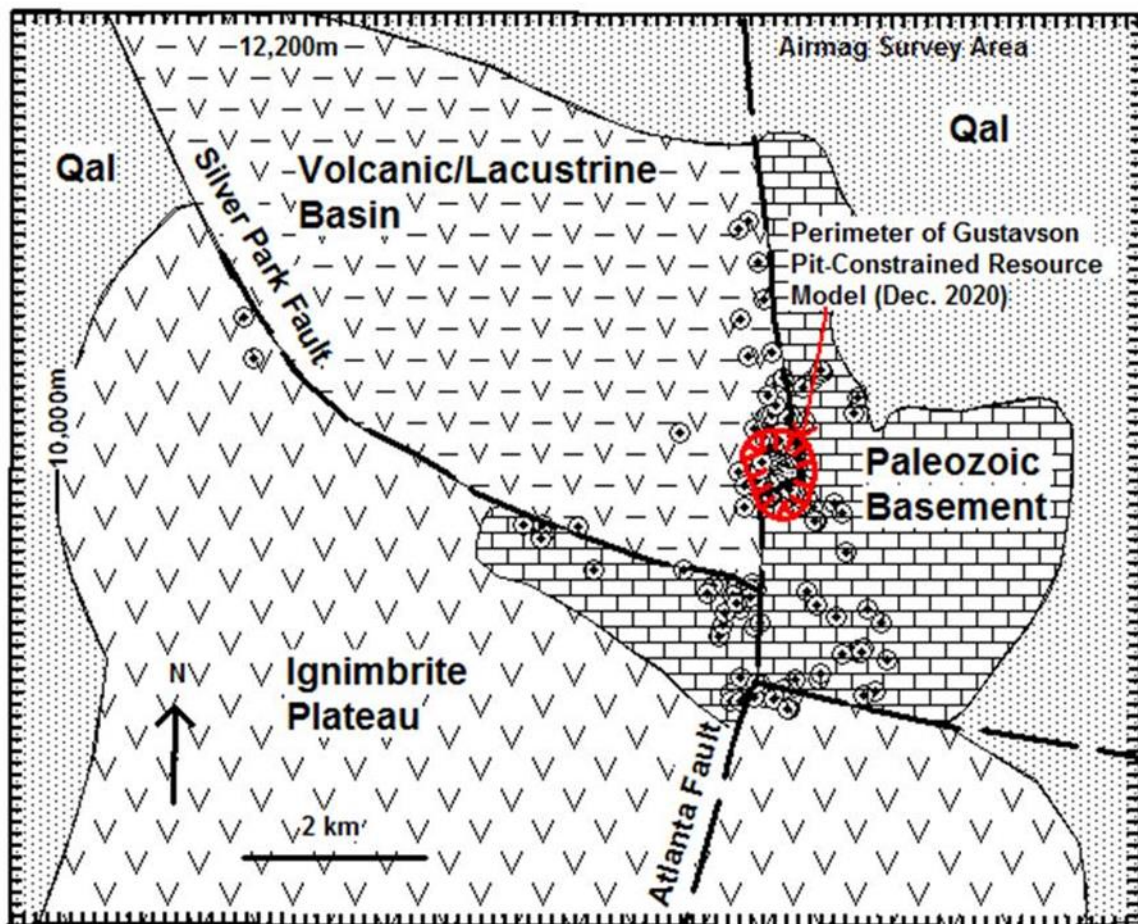 12,200m
Airmag Survey Area
Qal
Qal
Silver Park Fault
Volcanic/Lacustrine
Basin
Perimeter of Gustavson
Pit-Constrained Resource
Model (Dec. 2020)
10,000m
Paleozoic
Basement
N
Ignimbrite
Plateau
2 km
Atlanta Fault